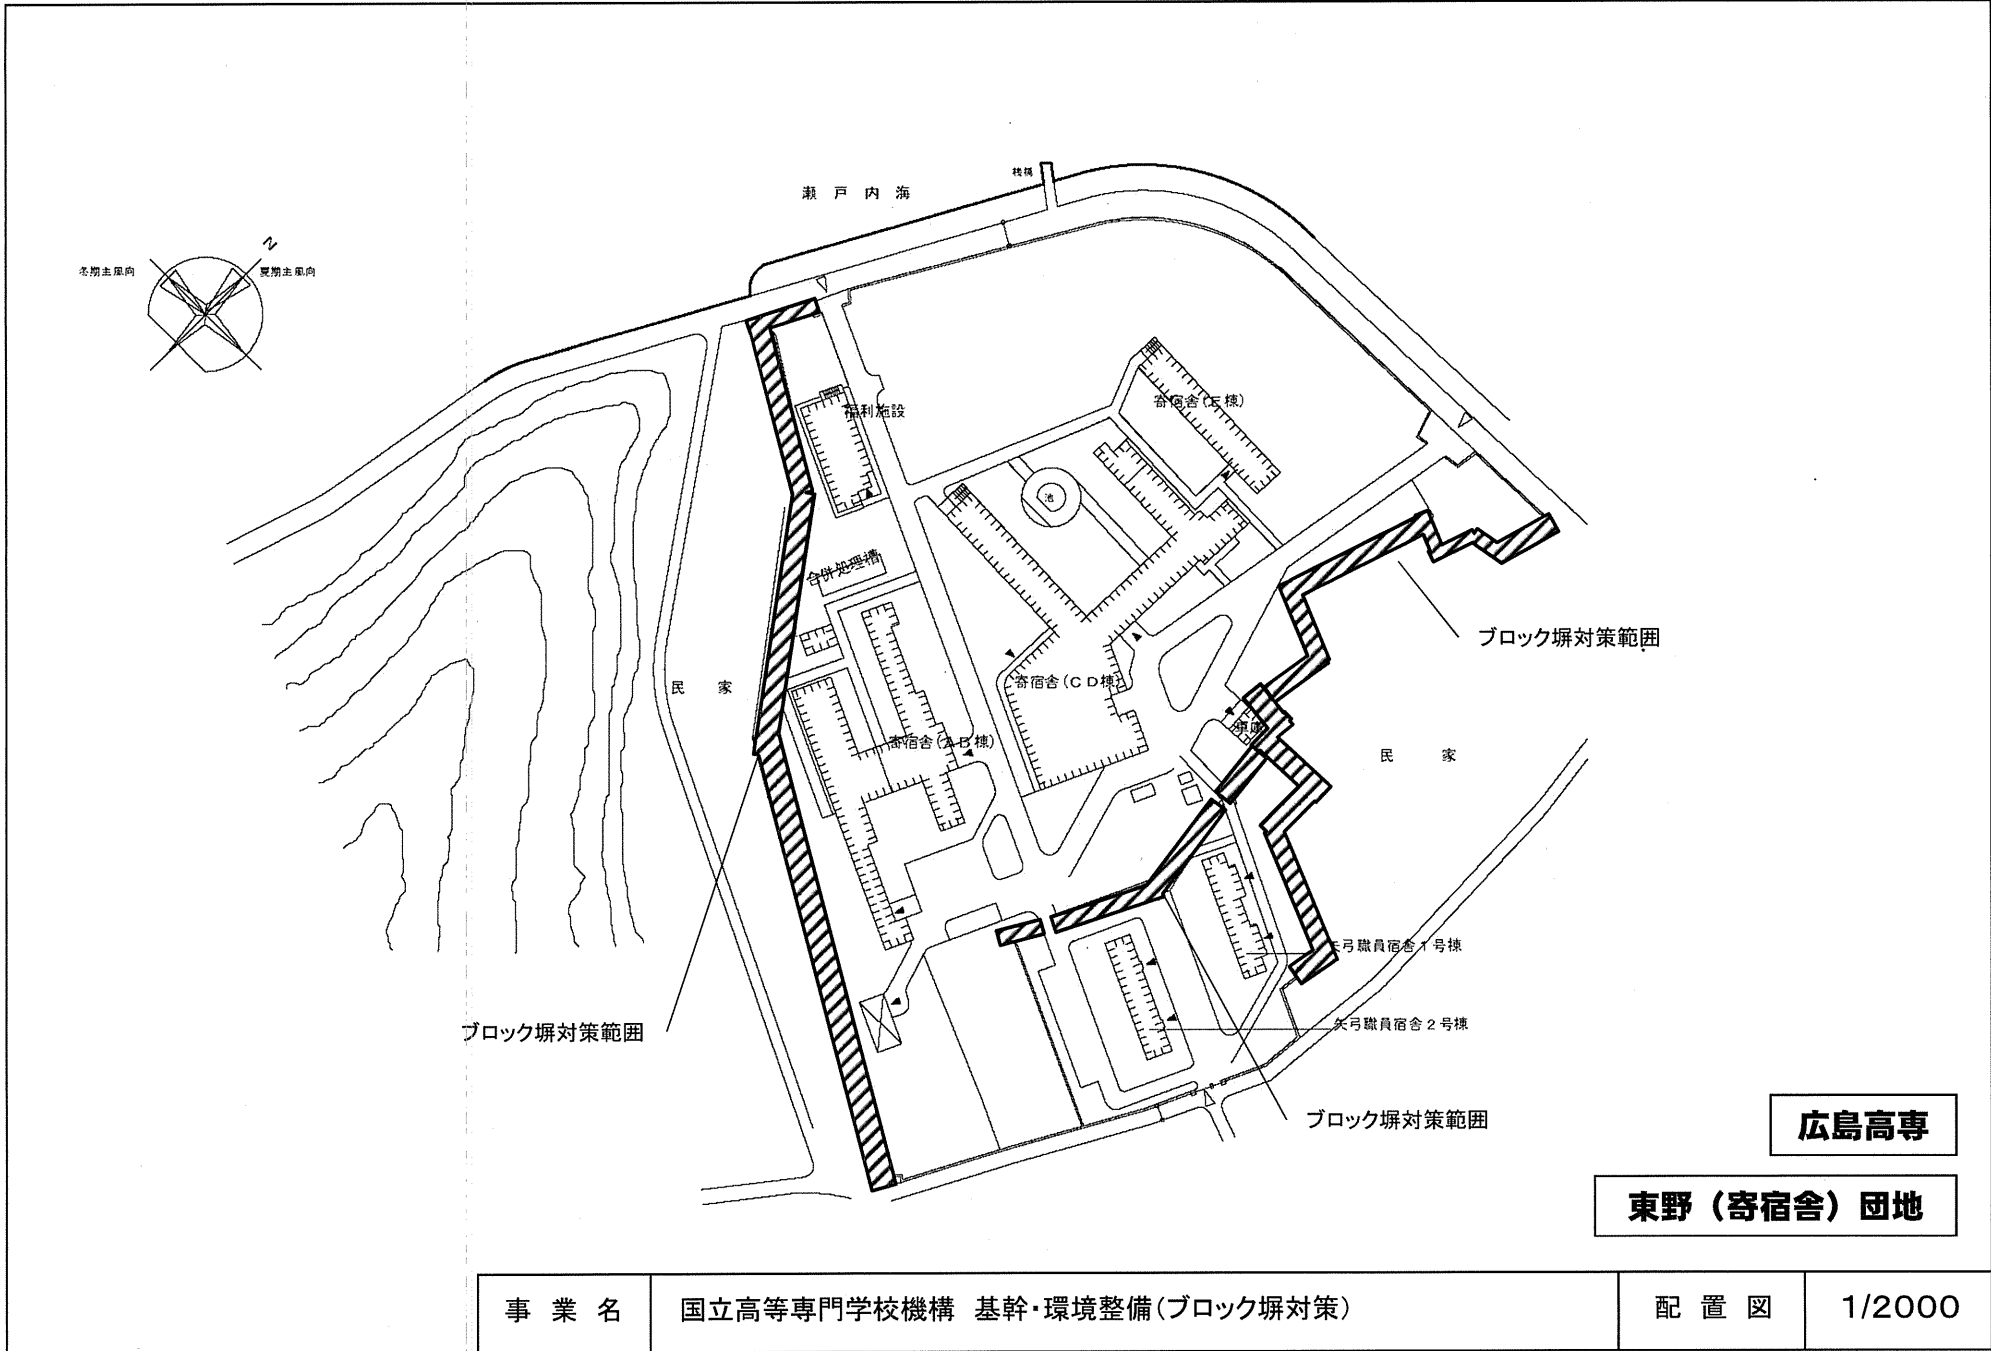 桟橋
瀬戸内海
N
冬期主風向
夏期主風向
寄宿舎(E棟)
福利施設
池
合併処理槽
ブロック塀対策範囲
民　家
寄宿舎(CD棟)
車庫
寄宿舎(AB棟)
民　家
矢弓職員宿舎1号棟
矢弓職員宿舎2号棟
ブロック塀対策範囲
ブロック塀対策範囲
広島高専
東野（寄宿舎）団地
事 業 名　国立高等専門学校機構 基幹・環境整備(ブロック塀対策)　配 置 図　1/2000